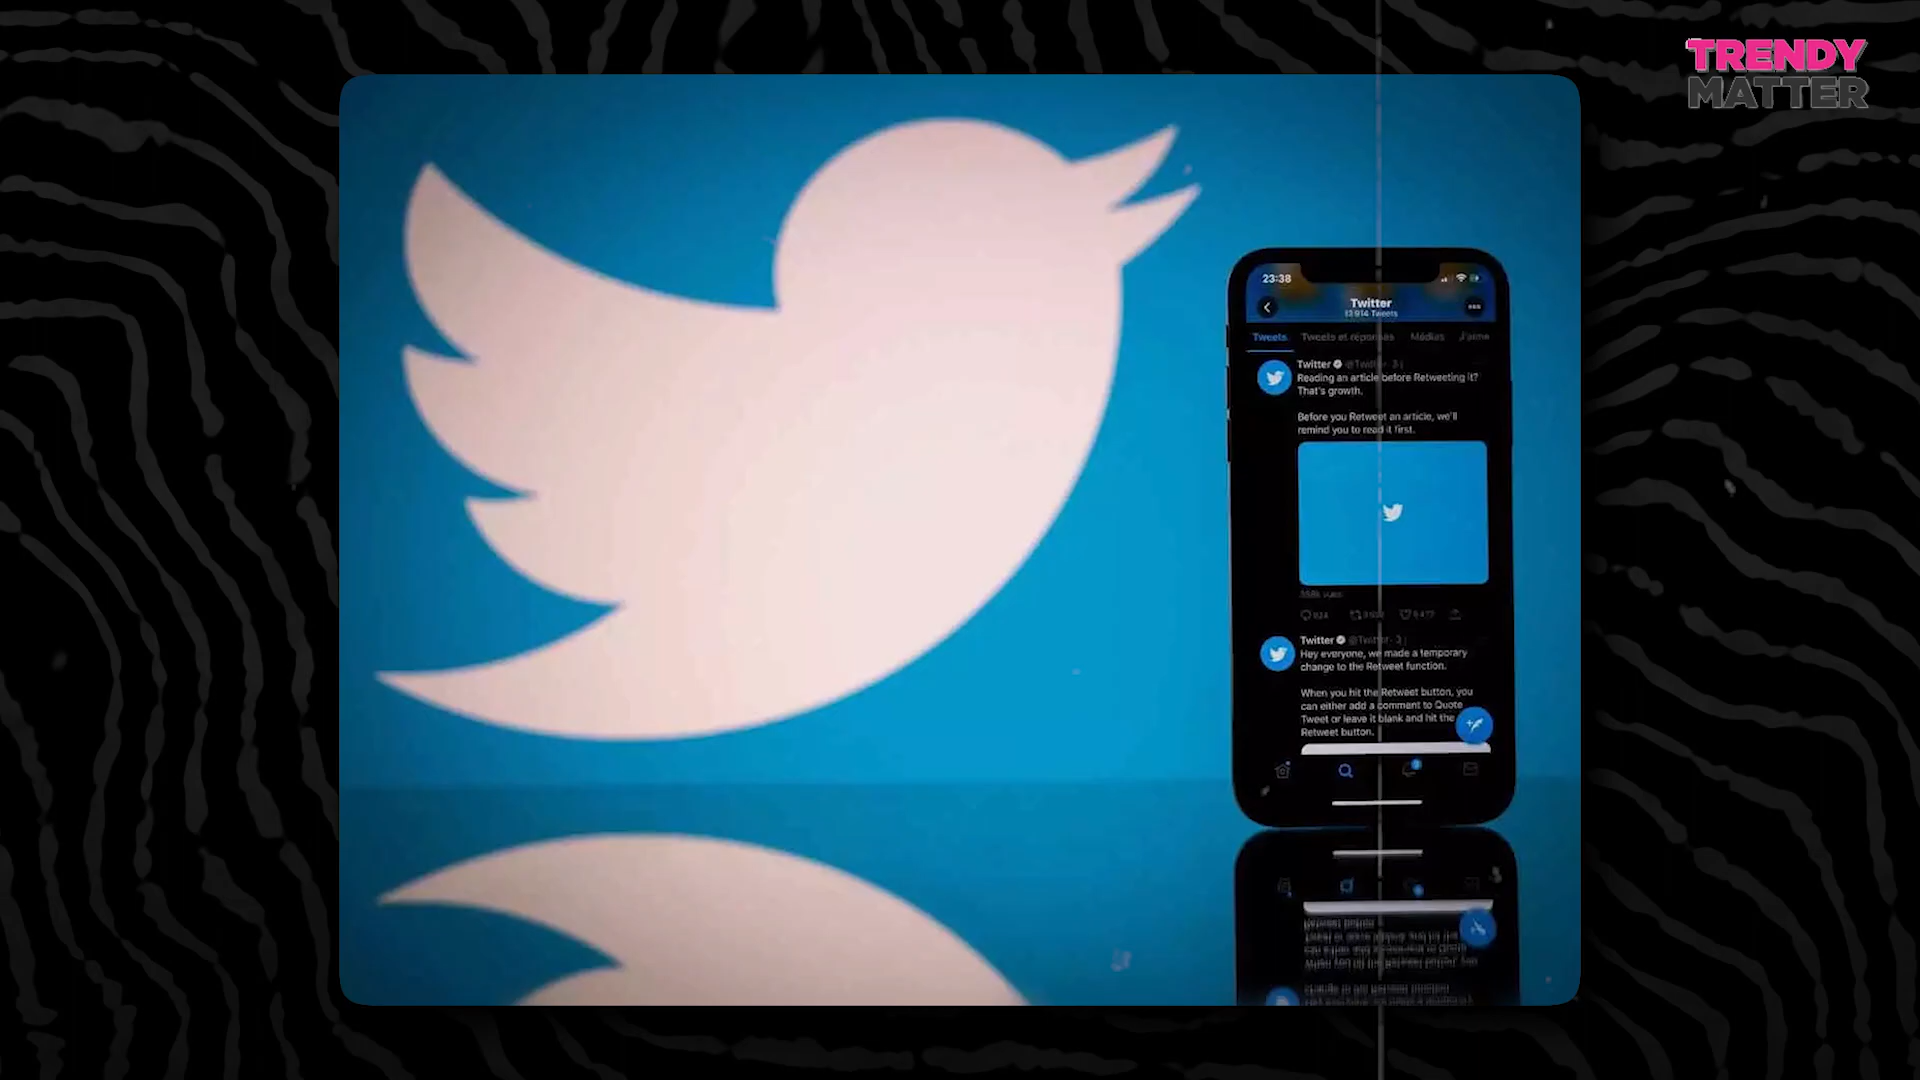 TRENDY
MATTER
23:38
Twitter
Tweets
Tweets Tweets et réponses Médias J'aime
Twitter
Reading an article before Retweeting it?
That's growth.
Before you Retweet an article, we'll
remind you to read it first.
Twitter
Hey everyone, we made a temporary
change to the Retweet function.
When you hit the Retweet button, you
can either add a comment to Quote
Tweet or leave it blank and hit the
Retweet button.